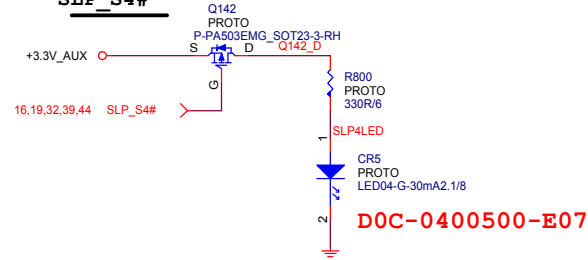 SLP_S4#
Q142
PROTO
P-PA503EMG_SOT23-3-RH
S D Q142_D
+3.3V_AUX
G
R800
PROTO
330R/6
16,19,32,39,44 SLP_S4#
1 SLP4LED
CR5
PROTO
LED04-G-30mA2.1/8
2
D0C-0400500-E07